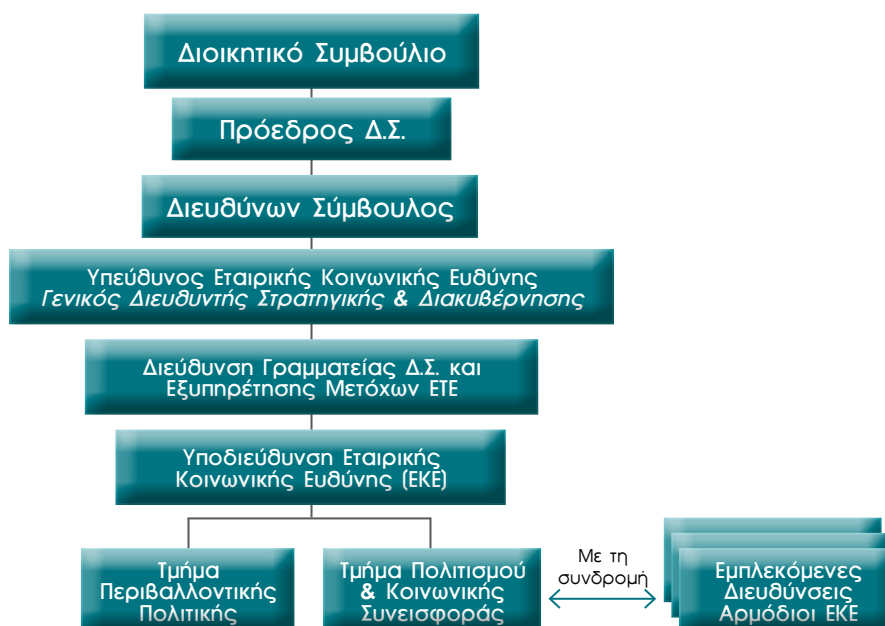 Διοικητικό Συμβούλιο
Πρόεδρος Δ.Σ.
Διευθύνων Σύμβουλος
Υπεύθυνος Εταιρικής Κοινωνικής Ευθύνης
Γενικός Διευθυντής Στρατηγικής & Διακυβέρνησης
Διεύθυνση Γραμματείας Δ.Σ. και
Εξυπηρέτησης Μετόχων ΕΤΕ
Υποδιεύθυνση Εταιρικής
Κοινωνικής Ευθύνης (ΕΚΕ)
Τμήμα
Περιβαλλοντικής
Πολιτικής
Τμήμα Πολιτισμού
& Κοινωνικής
Συνεισφοράς
Με τη
συνδρομή
Εμπλεκόμενες
Διευθύνσεις
Αρμόδιοι ΕΚΕ